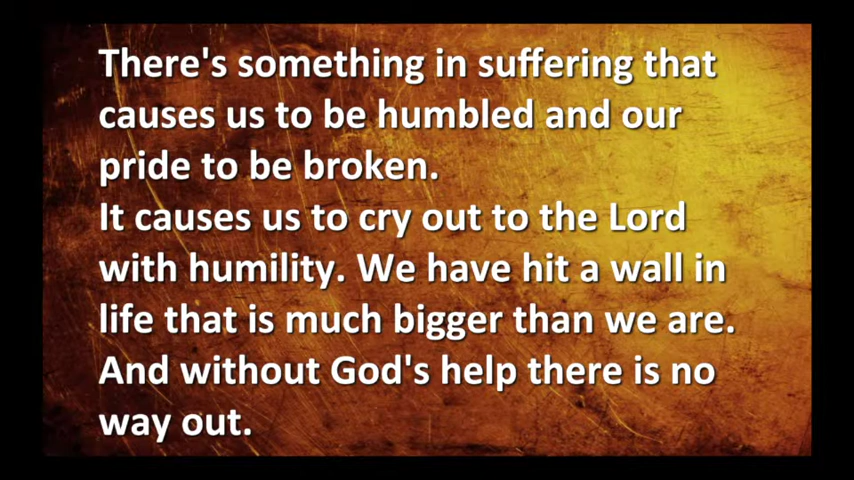 There's something in suffering that
causes us to be humbled and our
pride to be broken.
It causes us to cry out to the Lord
with humility. We have hit a wall in
life that is much bigger than we are.
And without God's help there is no
way out.